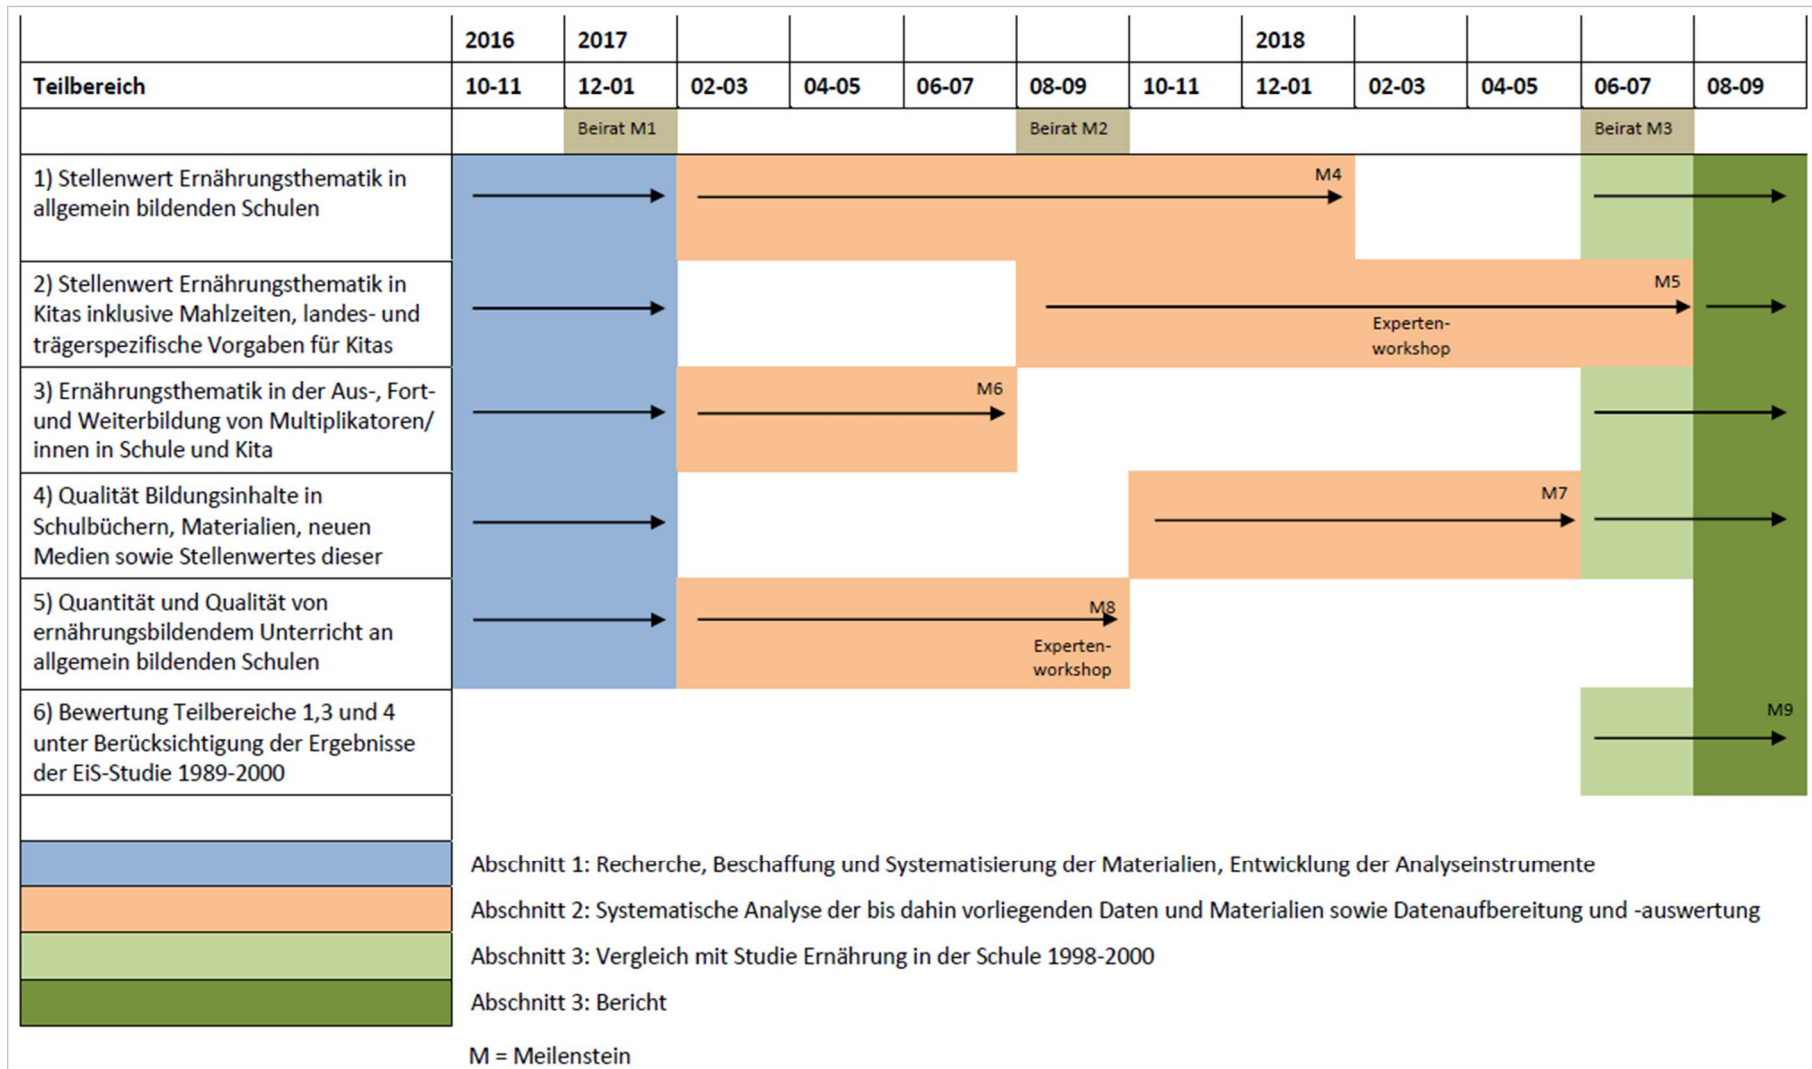 2016 2017 2018
Teilbereich 10-11 12-01 02-03 04-05 06-07 08-09 10-11 12-01 02-03 04-05 06-07 08-09
Beirat M1 Beirat M2 Beirat M3
1) Stellenwert Ernährungsthematik in
allgemein bildenden Schulen
M4
2) Stellenwert Ernährungsthematik in
Kitas inklusive Mahlzeiten, landes- und
trägerspezifische Vorgaben für Kitas
M5
Experten-
workshop
3) Ernährungsthematik in der Aus-, Fort-
und Weiterbildung von Multiplikatoren/
innen in Schule und Kita
M6
4) Qualität Bildungsinhalte in
Schulbüchern, Materialien, neuen
Medien sowie Stellenwertes dieser
M7
5) Quantität und Qualität von
ernährungsbildendem Unterricht an
allgemein bildenden Schulen
M8
Experten-
workshop
6) Bewertung Teilbereiche 1,3 und 4
unter Berücksichtigung der Ergebnisse
der EiS-Studie 1989-2000
M9
Abschnitt 1: Recherche, Beschaffung und Systematisierung der Materialien, Entwicklung der Analyseinstrumente
Abschnitt 2: Systematische Analyse der bis dahin vorliegenden Daten und Materialien sowie Datenaufbereitung und -auswertung
Abschnitt 3: Vergleich mit Studie Ernährung in der Schule 1998-2000
Abschnitt 3: Bericht
M = Meilenstein